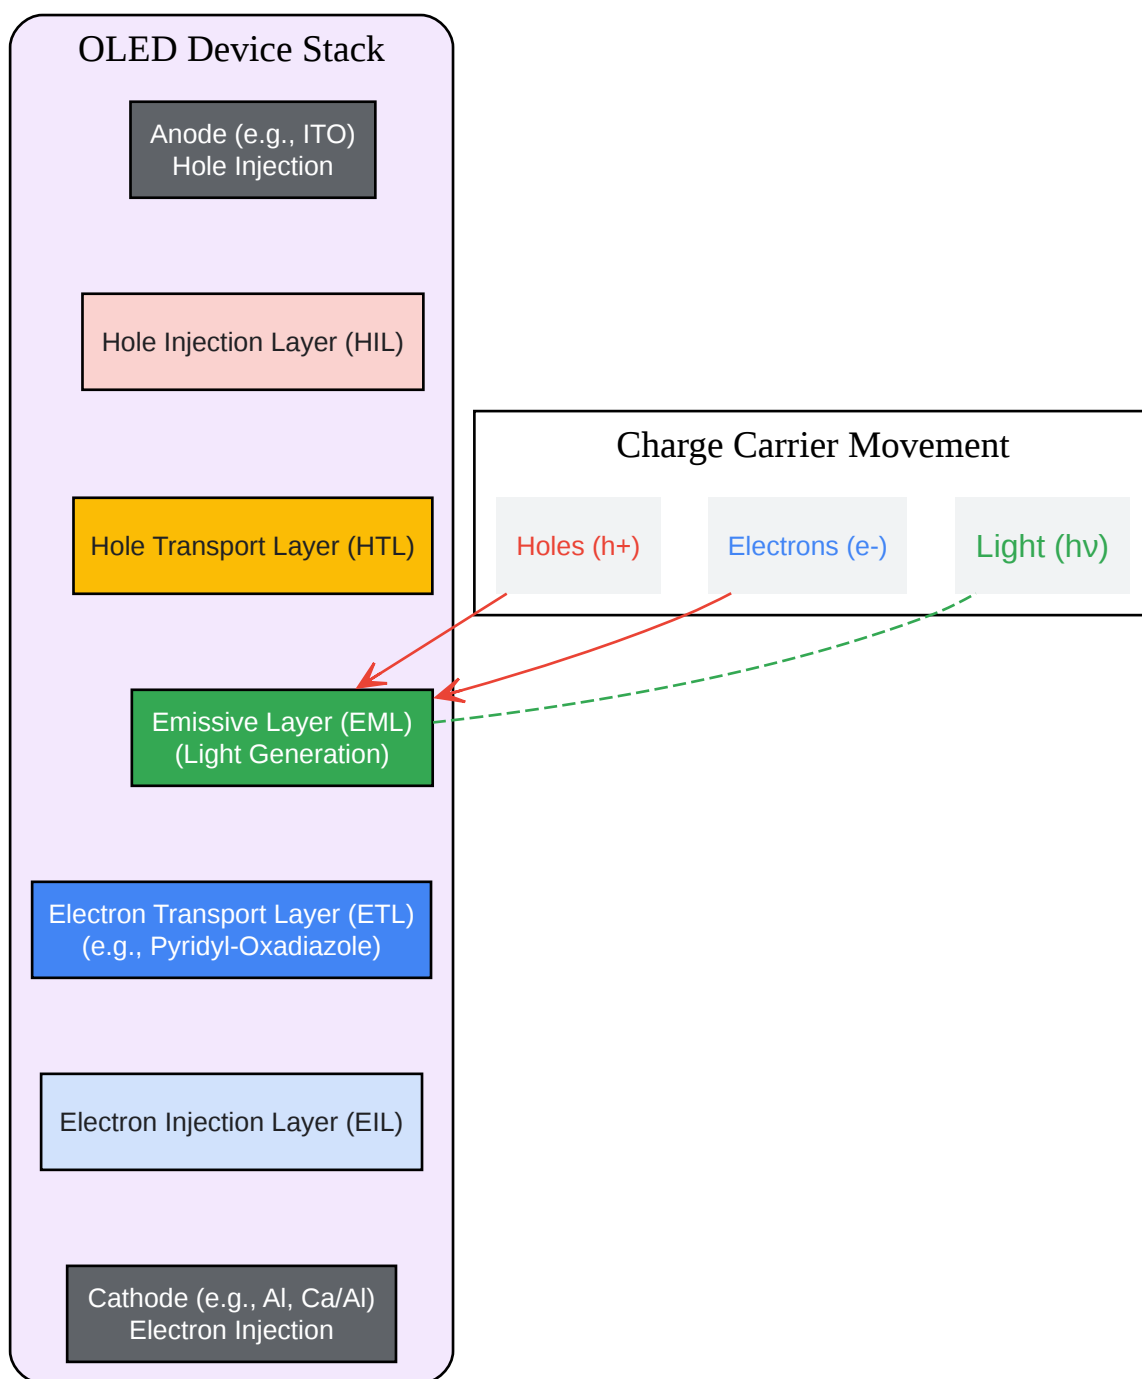 OLED Device Stack
Anode (e.g., ITO)
Hole Injection
Hole Injection Layer (HIL)
Charge Carrier Movement
Hole Transport Layer (HTL)
Holes (h+)
Electrons (e-)
Light (hν)
Emissive Layer (EML)
(Light Generation)
Electron Transport Layer (ETL)
(e.g., Pyridyl-Oxadiazole)
Electron Injection Layer (EIL)
Cathode (e.g., Al, Ca/Al)
Electron Injection